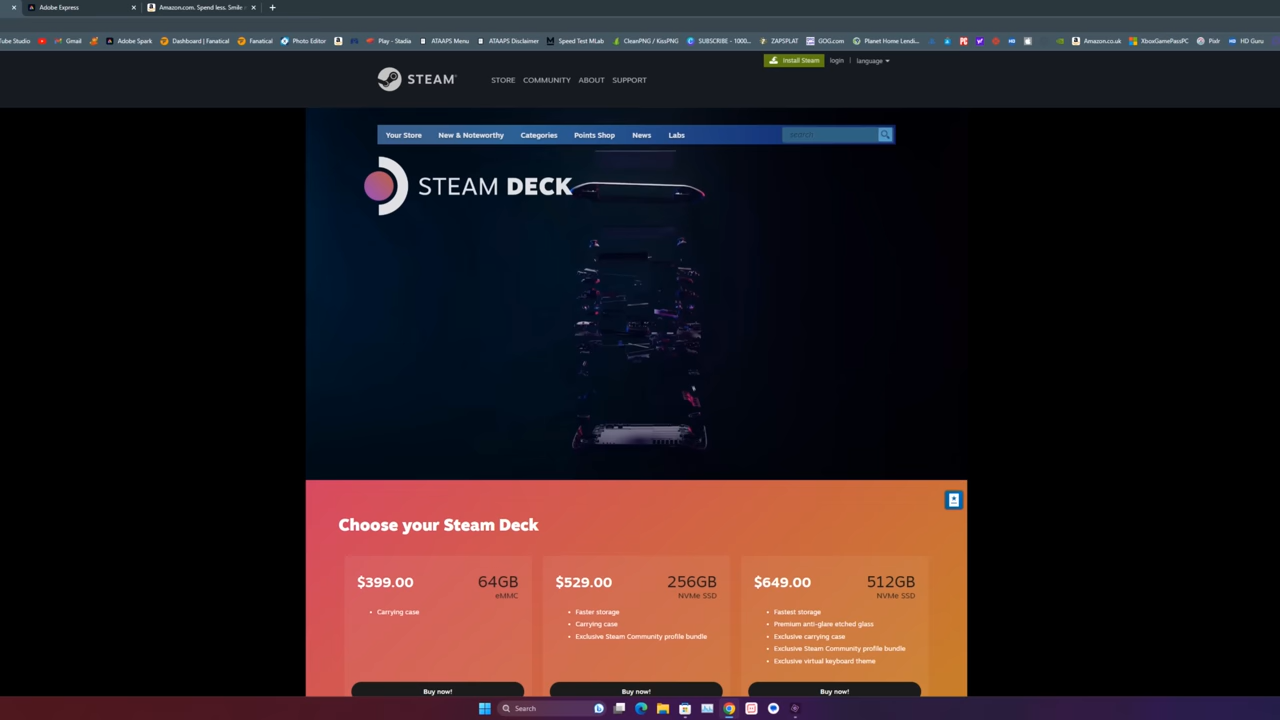 Adobe Express
Amazon.com. Spend less. Smile
Tube Studio
Gmail
Adobe Spark
Dashboard | Fanatical
Fanatical
Photo Editor
Play - Stadia
ATAAPS Menu
ATAAPS Disclaimer
Speed Test MLab
CleanPNG / KissPNG
SUBSCRIBE - 1000...
ZAPSPLAT
GOG.com
Planet Home Lendi...
Amazon.co.uk
XboxGamePassPC
Pixlr
HD Guru
Install Steam
login
language
STEAM
STORE
COMMUNITY
ABOUT
SUPPORT
Your Store
New & Noteworthy
Categories
Points Shop
News
Labs
search
STEAM DECK
Choose your Steam Deck
$399.00
64GB
eMMC
• Carrying case
Buy now!
$529.00
256GB
NVMe SSD
• Faster storage
• Carrying case
• Exclusive Steam Community profile bundle
Buy now!
$649.00
512GB
NVMe SSD
• Fastest storage
• Premium anti-glare etched glass
• Exclusive carrying case
• Exclusive Steam Community profile bundle
• Exclusive virtual keyboard theme
Buy now!
Search